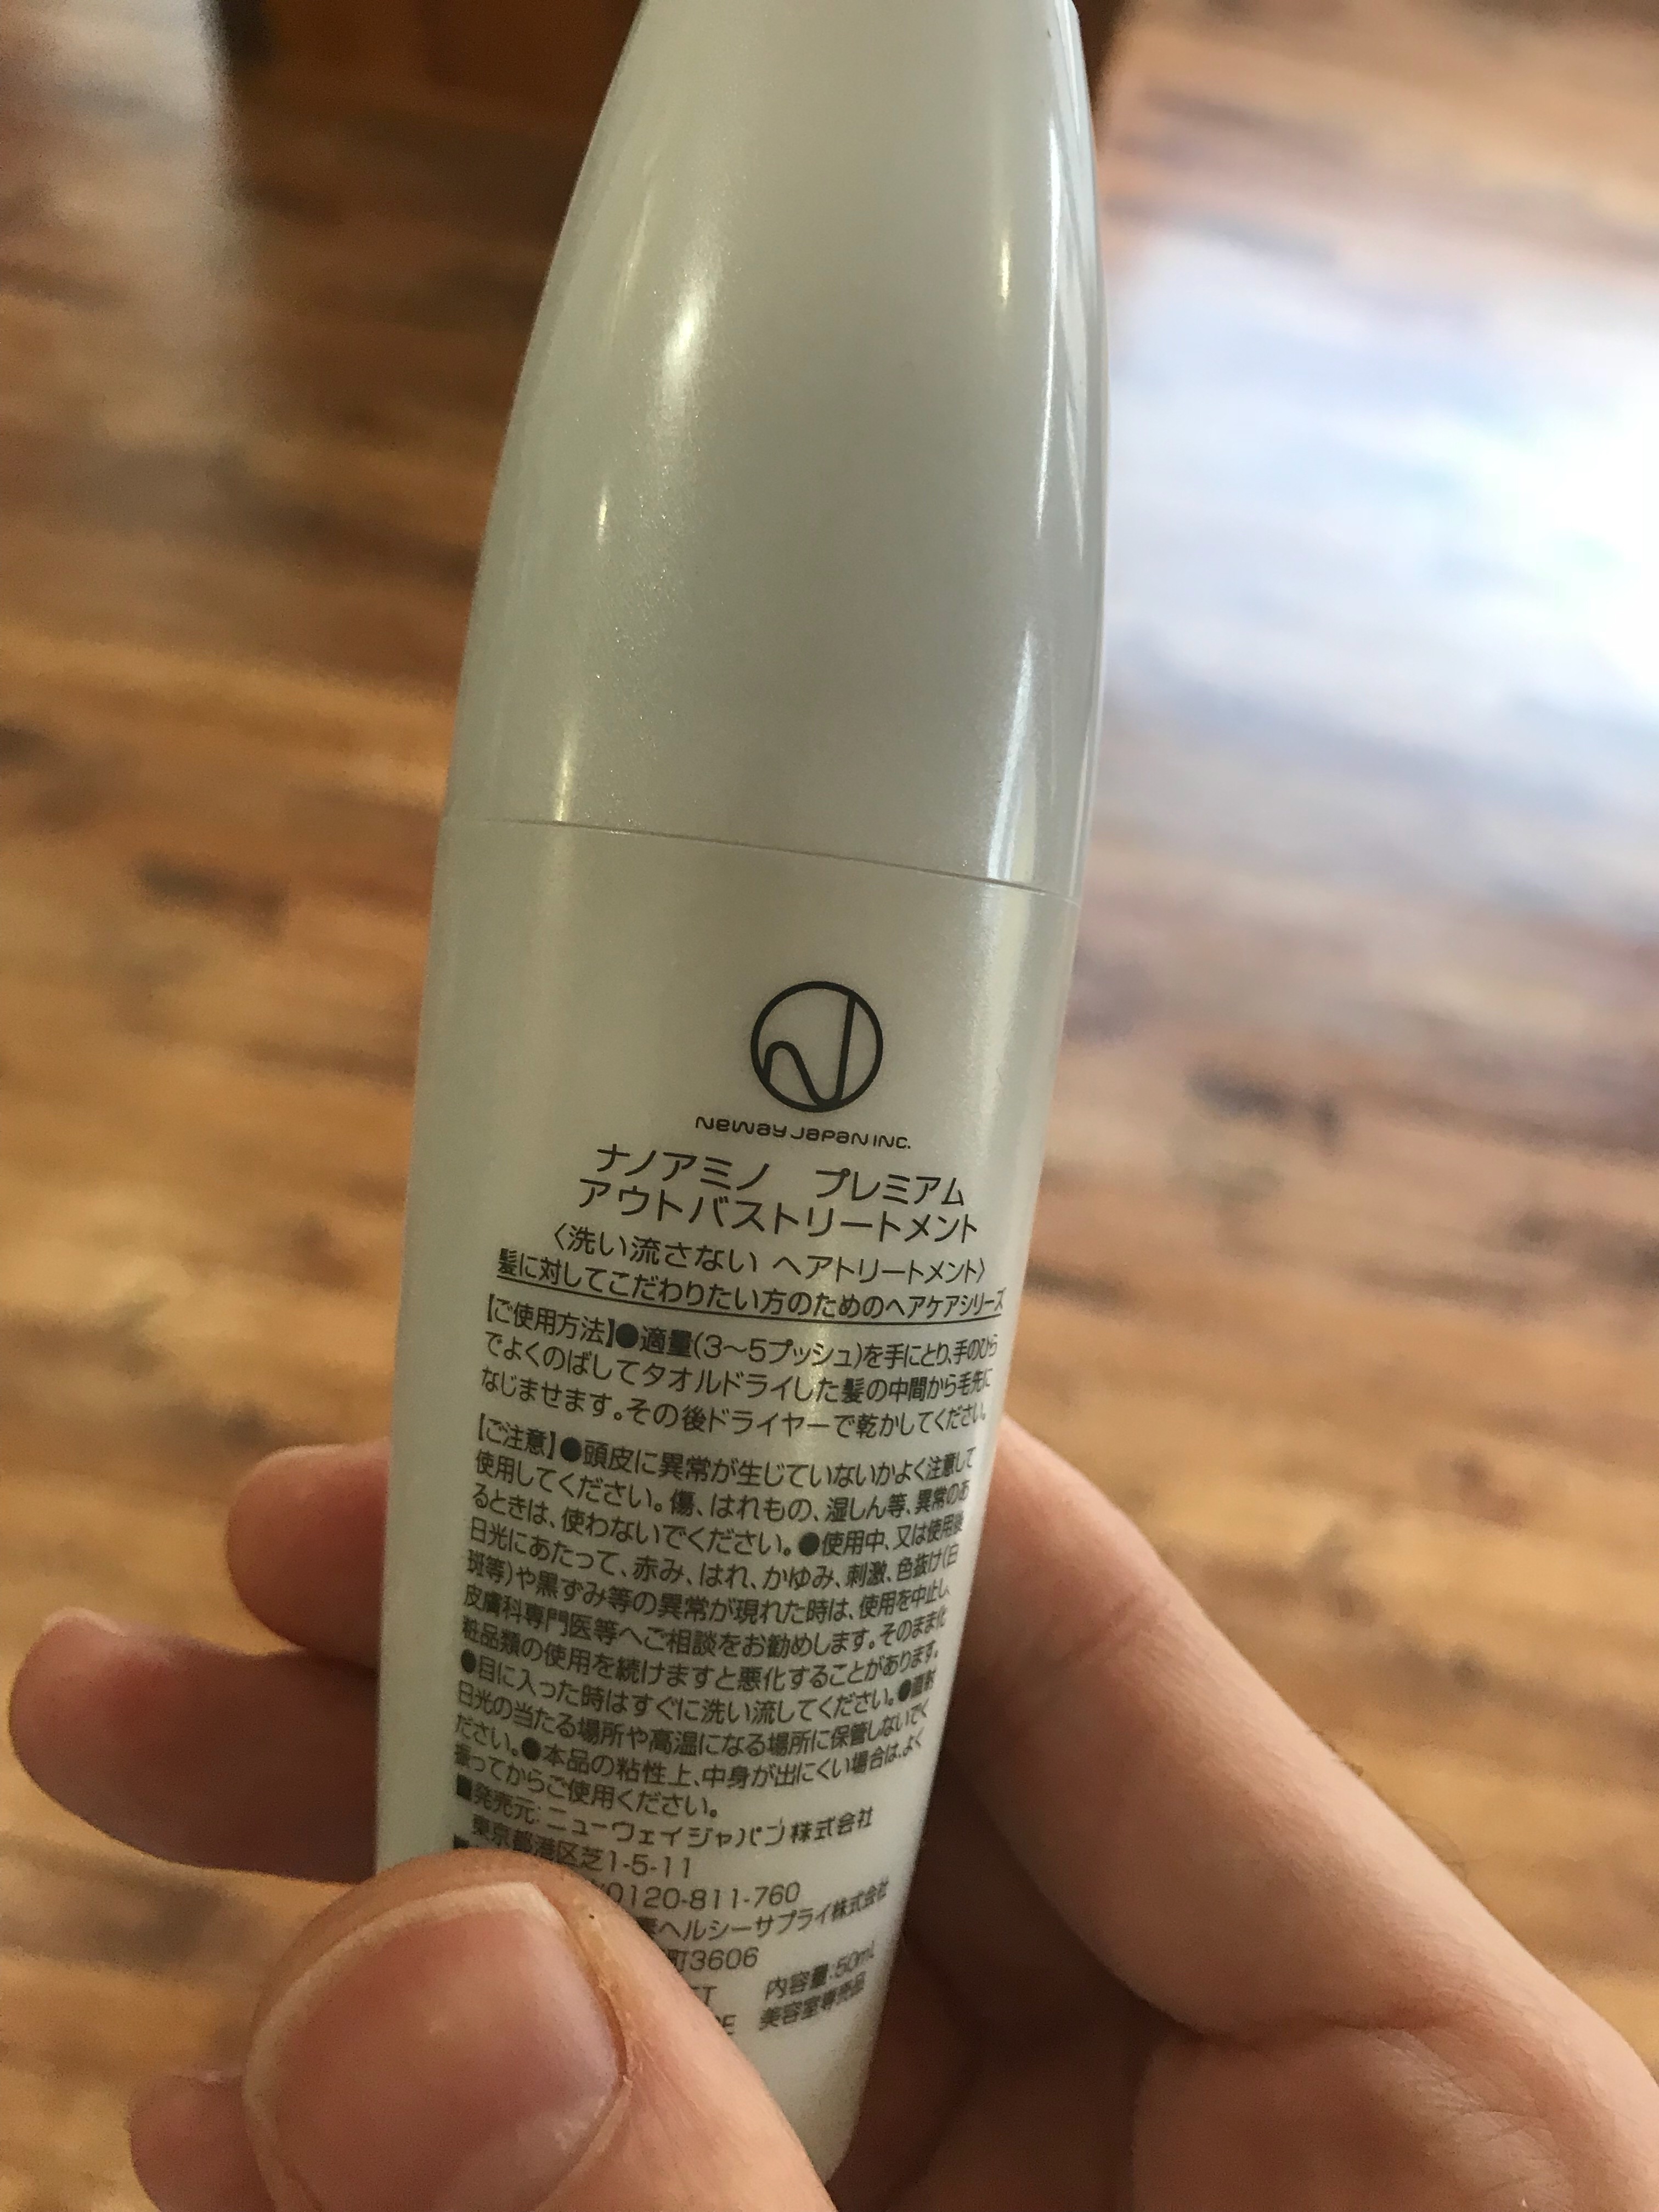 Neway Japan INC.
ナノアミノ プレミアム
アウトバストリートメント
〈洗い流さない ヘアトリートメント〉
髪に対してこだわりたい方のためのヘアケアシリーズ
【ご使用方法】●適量(3〜5プッシュ)を手にとり、手のひら
でよくのばしてタオルドライした髪の中間から毛先に
なじませます。その後ドライヤーで乾かしてください。
【ご注意】●頭皮に異常が生じていないかよく注意して
使用してください。傷、はれもの、湿しん等、異常のあ
るときは、使わないでください。●使用中、又は使用後
日光にあたって、赤み、はれ、かゆみ、刺激、色抜け(白
斑等)や黒ずみ等の異常が現れた時は、使用を中止し、
皮膚科専門医等へご相談をお勧めします。そのまま化
粧品類の使用を続けますと悪化することがあります。
●目に入った時はすぐに洗い流してください。●直射
日光の当たる場所や高温になる場所に保管しないでく
ださい。●本品の粘性上、中身が出にくい場合は、よく
振ってからご使用ください。
■発売元:ニューウェイジャパン株式会社
東京都港区芝1-5-11
0120-811-760
ヘルシーサプライ株式会社
町3606
内容量:50mL
美容室専売品